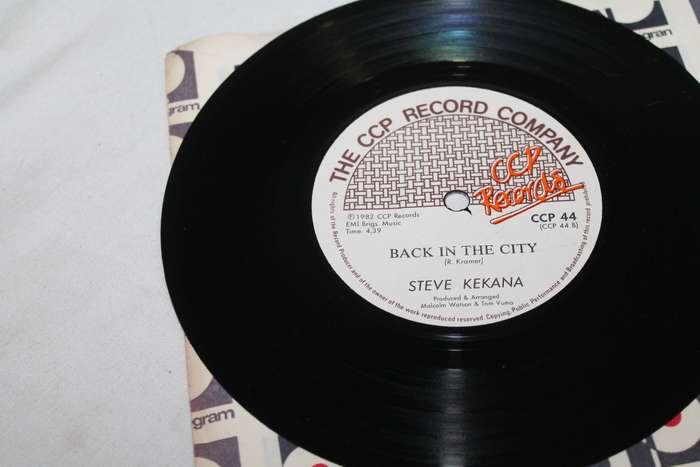 THE CCP RECORD COMPANY
CCP
Records
℗ 1982 CCP Records
EMI Brigs. Music
Time: 4,39
CCP 44
(CCP 44 B)
BACK IN THE CITY
[R. Kramer]
STEVE KEKANA
Produced & Arranged
Malcolm Watson & Tom Vuma
All rights of the Record Producer and of the owner of the work reproduced reserved. Copying, Public Performance and Broadcasting of this record prohibited
gram
gram
egram